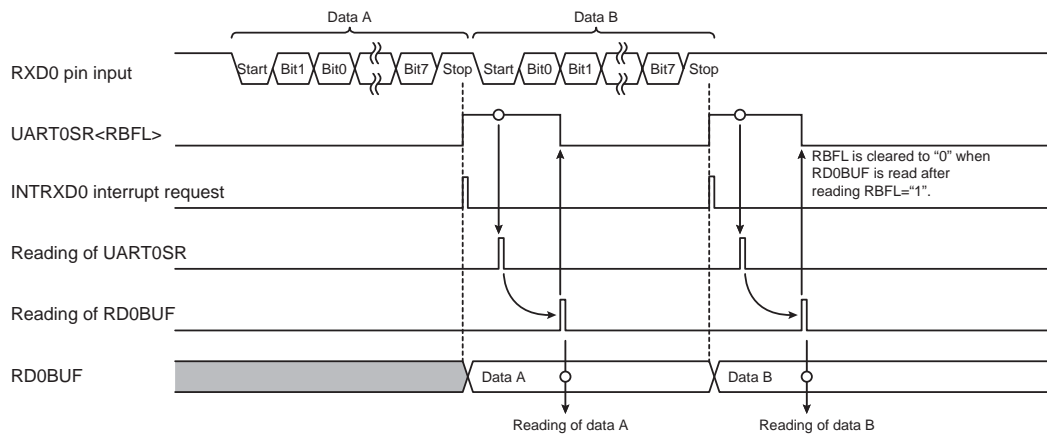 Data A
Data B
RXD0 pin input
Start Bit1 Bit0 Bit7 Stop Start Bit0 Bit1 Bit7 Stop
UART0SR<RBFL>
RBFL is cleared to “0” when
RD0BUF is read after
reading RBFL=“1”.
INTRXD0 interrupt request
Reading of UART0SR
Reading of RD0BUF
RD0BUF
Data A
Data B
Reading of data A
Reading of data B